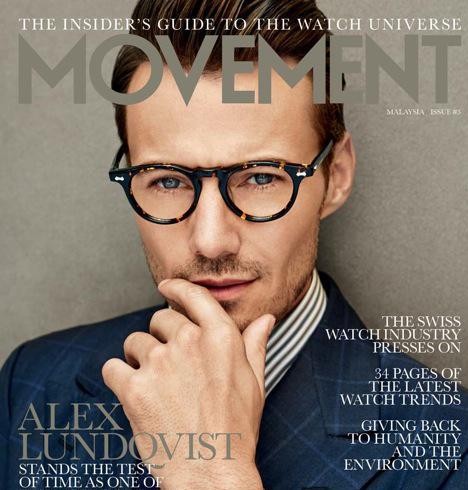 THE INSIDER'S GUIDE TO THE WATCH UNIVERSE
MOVEMENT
MALAYSIA ISSUE #3
THE SWISS
WATCH INDUSTRY
PRESSES ON
34 PAGES OF
THE LATEST
WATCH TRENDS
GIVING BACK
TO HUMANITY
AND THE
ENVIRONMENT
ALEX
LUNDQVIST
STANDS THE TEST
OF TIME AS ONE OF